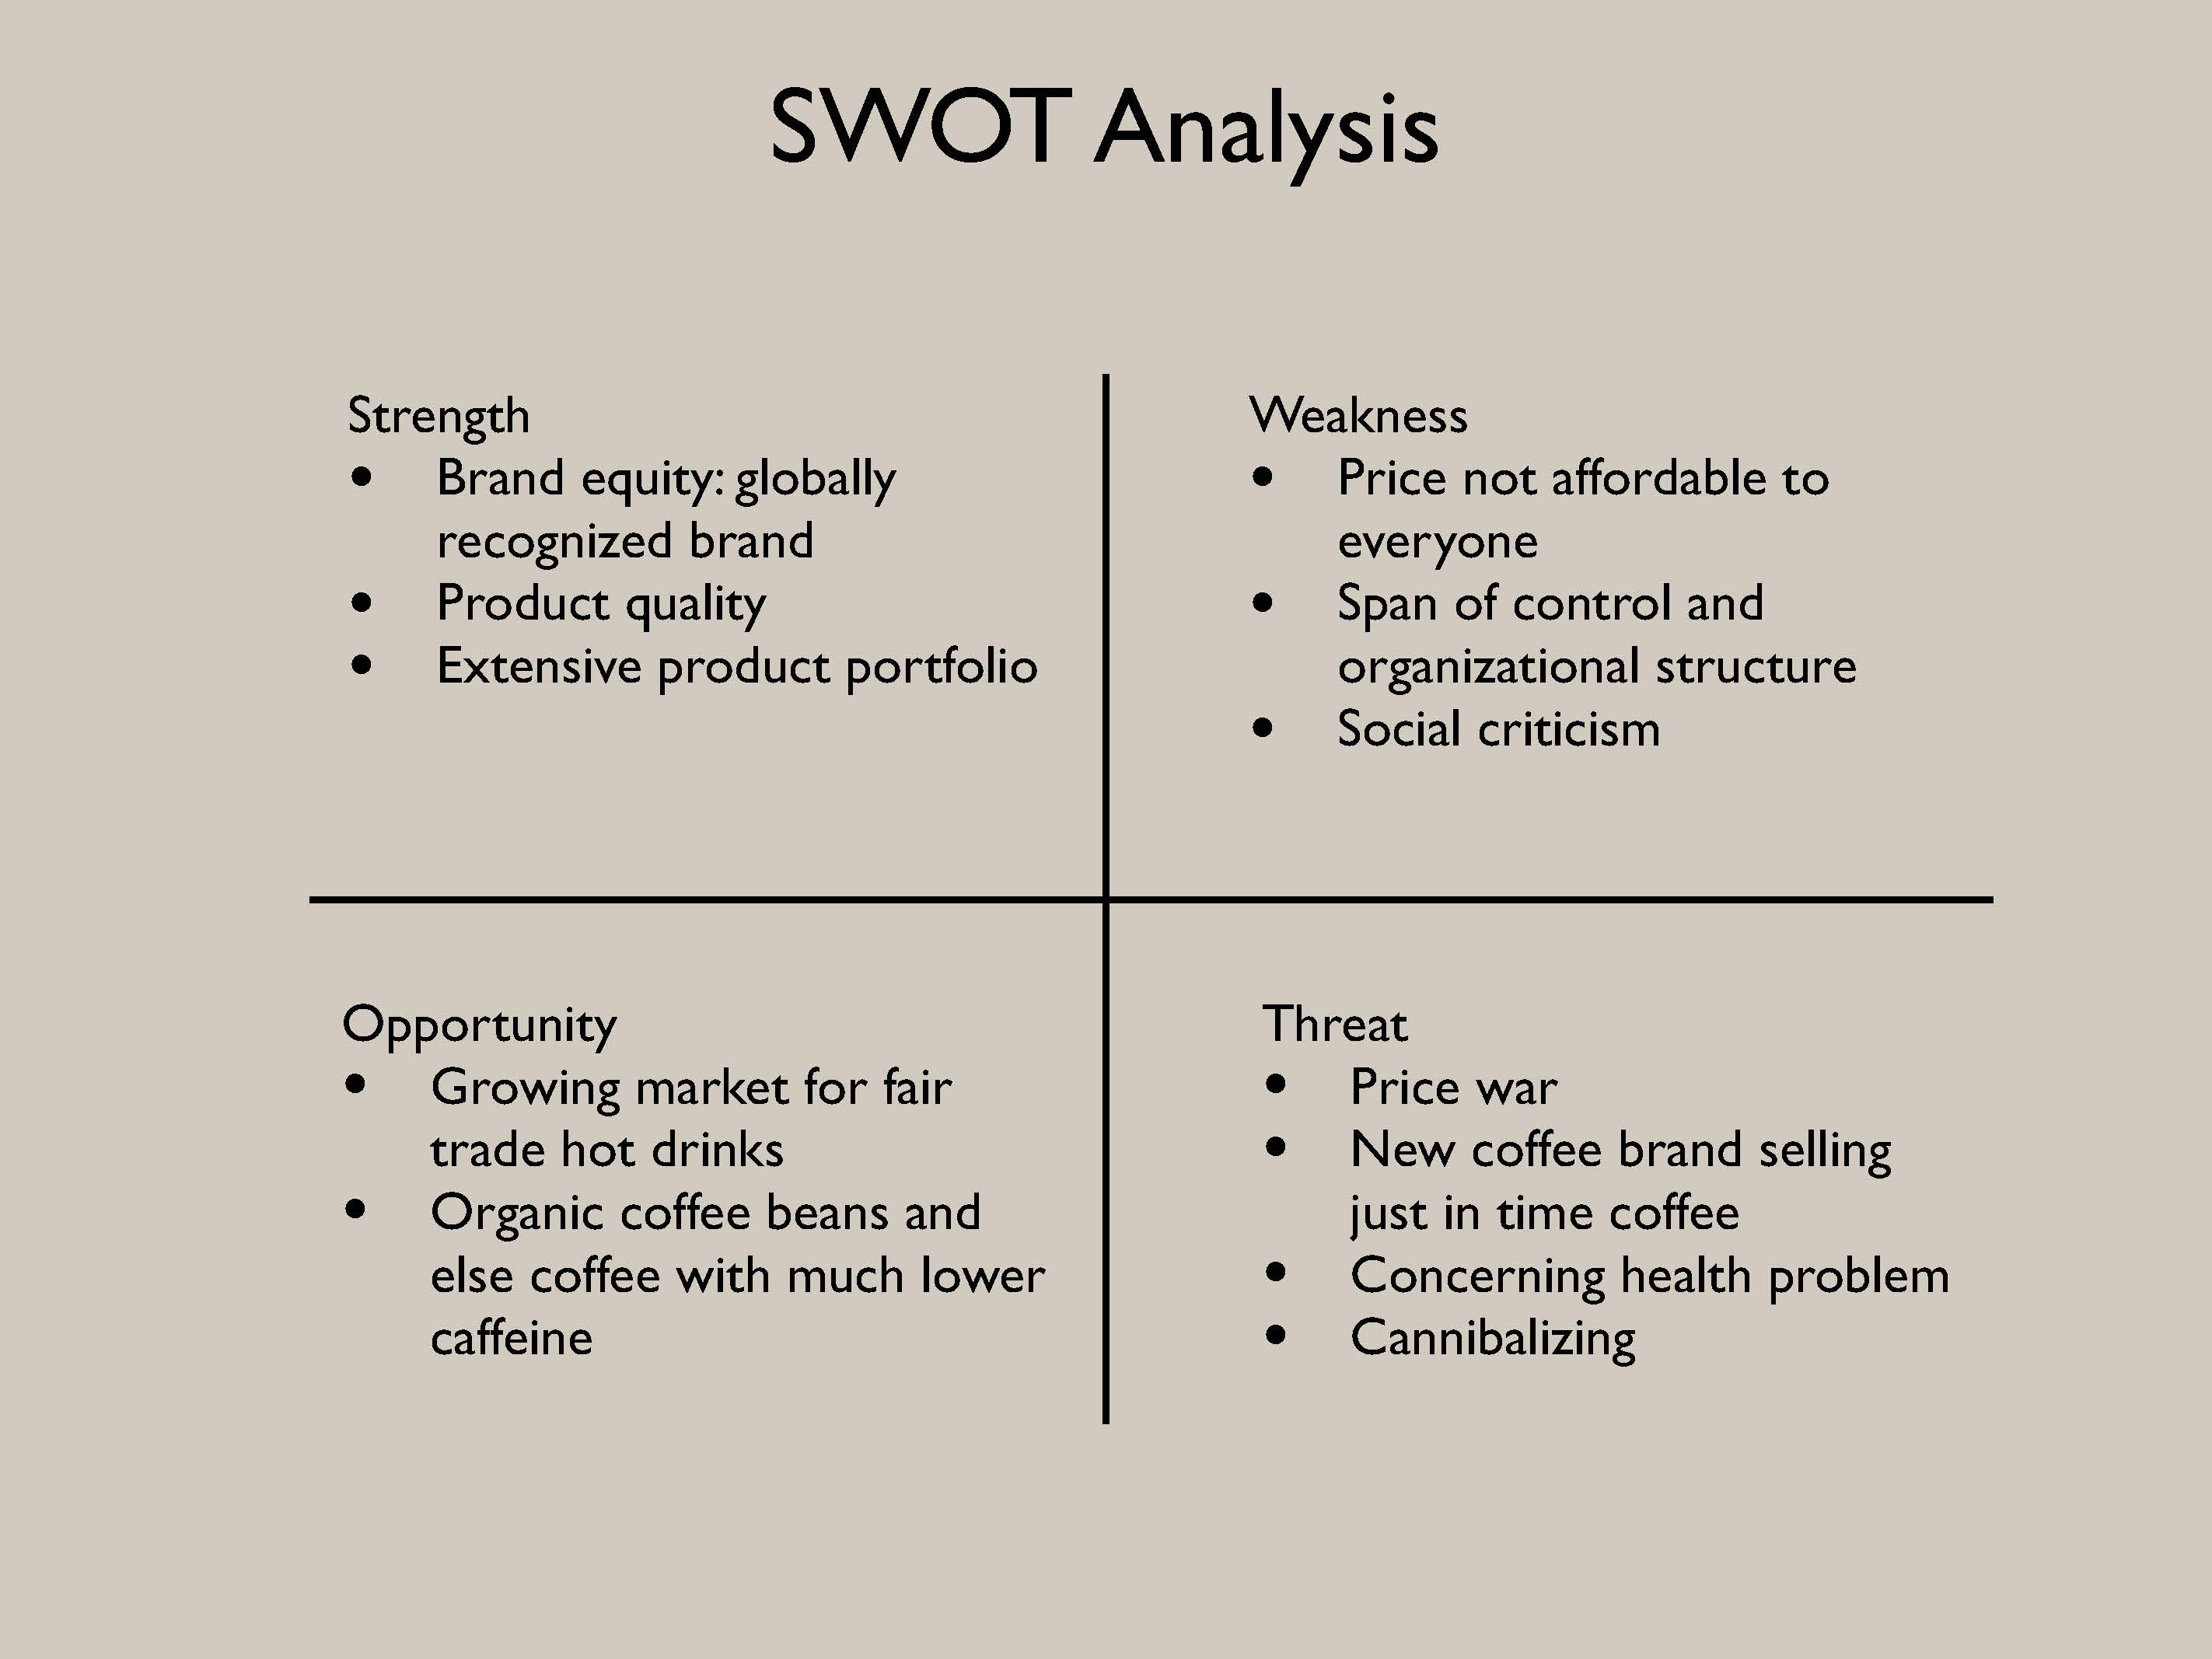 SWOT Analysis
Strength
• Brand equity: globally
recognized brand
• Product quality
• Extensive product portfolio
Weakness
• Price not affordable to
everyone
• Span of control and
organizational structure
• Social criticism
Opportunity
• Growing market for fair
trade hot drinks
• Organic coffee beans and
else coffee with much lower
caffeine
Threat
• Price war
• New coffee brand selling
just in time coffee
• Concerning health problem
• Cannibalizing